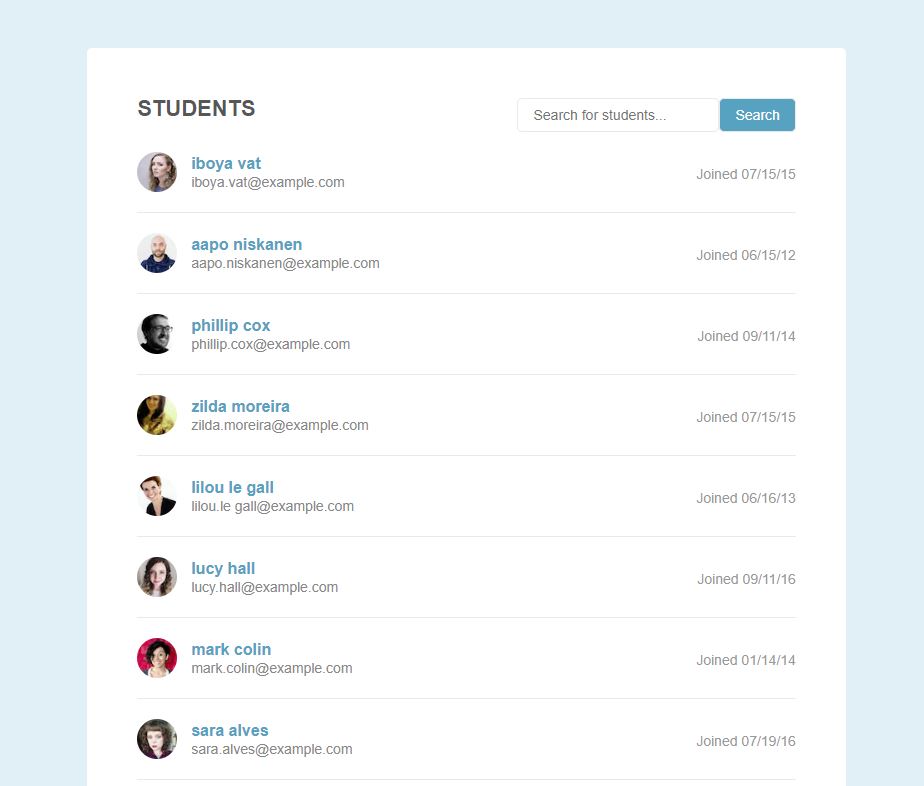 STUDENTS
Search for students...
Search
iboya vat
iboya.vat@example.com
Joined 07/15/15
aapo niskanen
aapo.niskanen@example.com
Joined 06/15/12
phillip cox
phillip.cox@example.com
Joined 09/11/14
zilda moreira
zilda.moreira@example.com
Joined 07/15/15
lilou le gall
lilou.le gall@example.com
Joined 06/16/13
lucy hall
lucy.hall@example.com
Joined 09/11/16
mark colin
mark.colin@example.com
Joined 01/14/14
sara alves
sara.alves@example.com
Joined 07/19/16